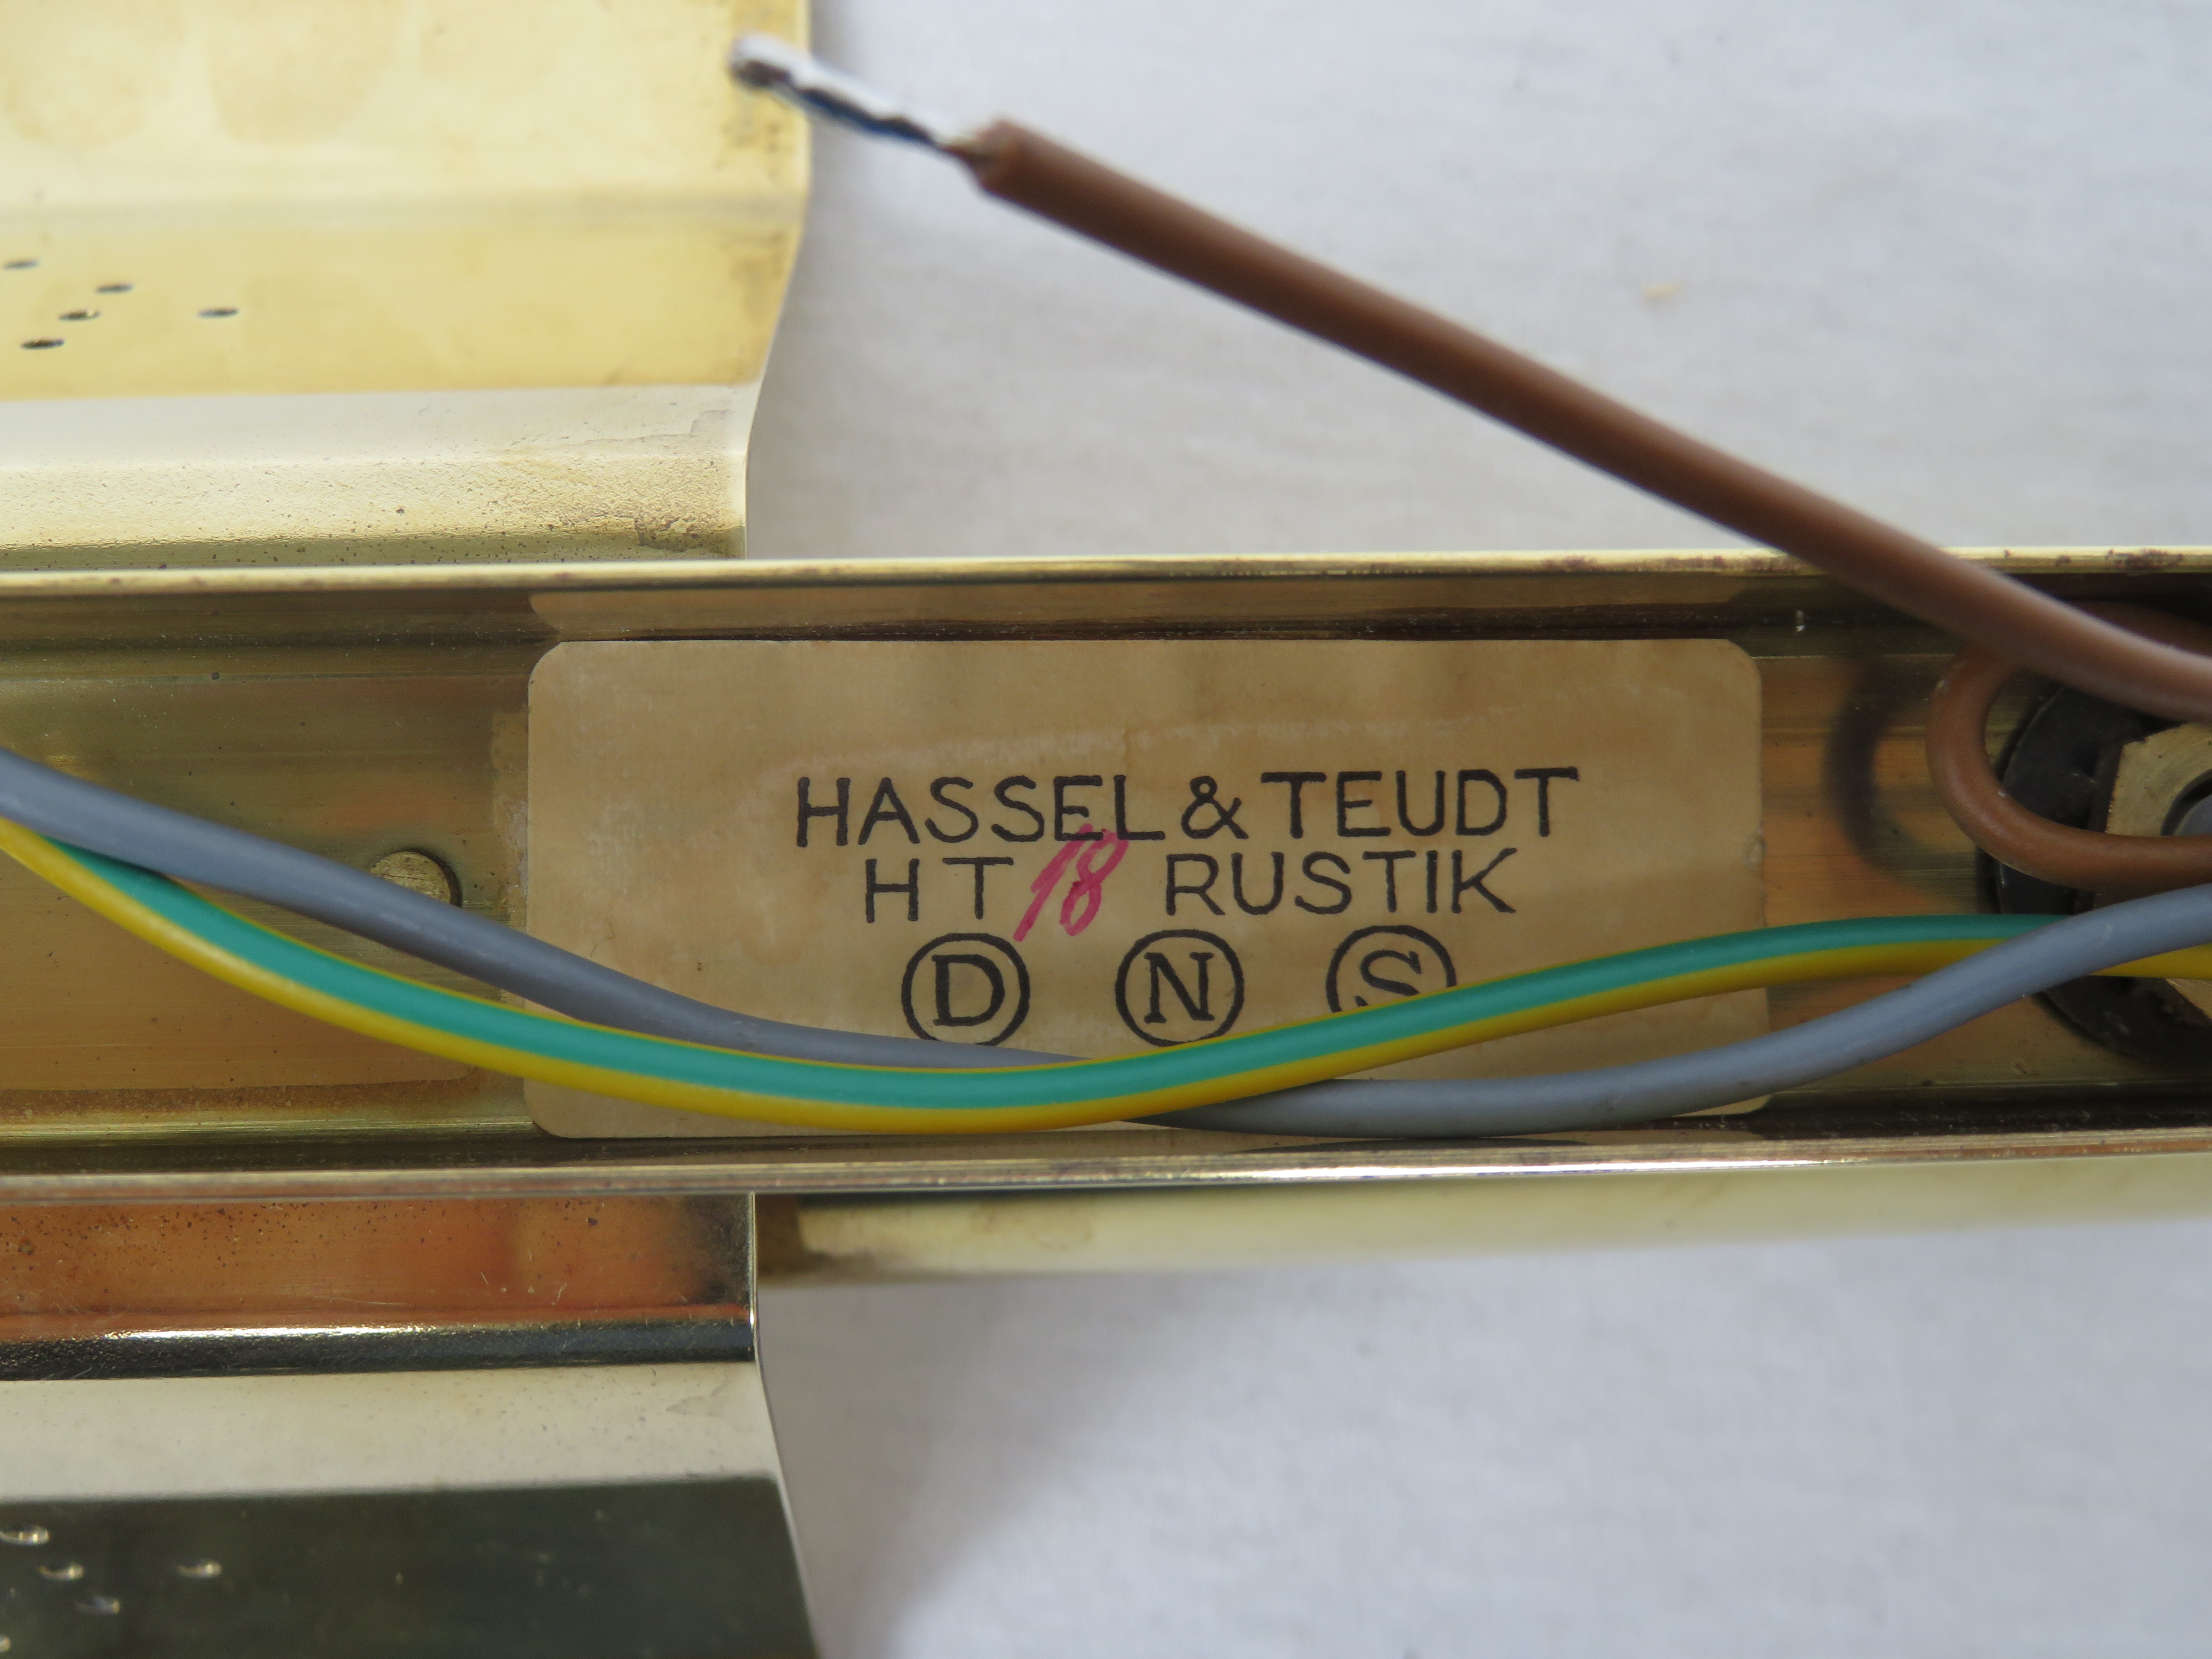 HASSEL & TEUDT
HT 18 RUSTIK
D N S